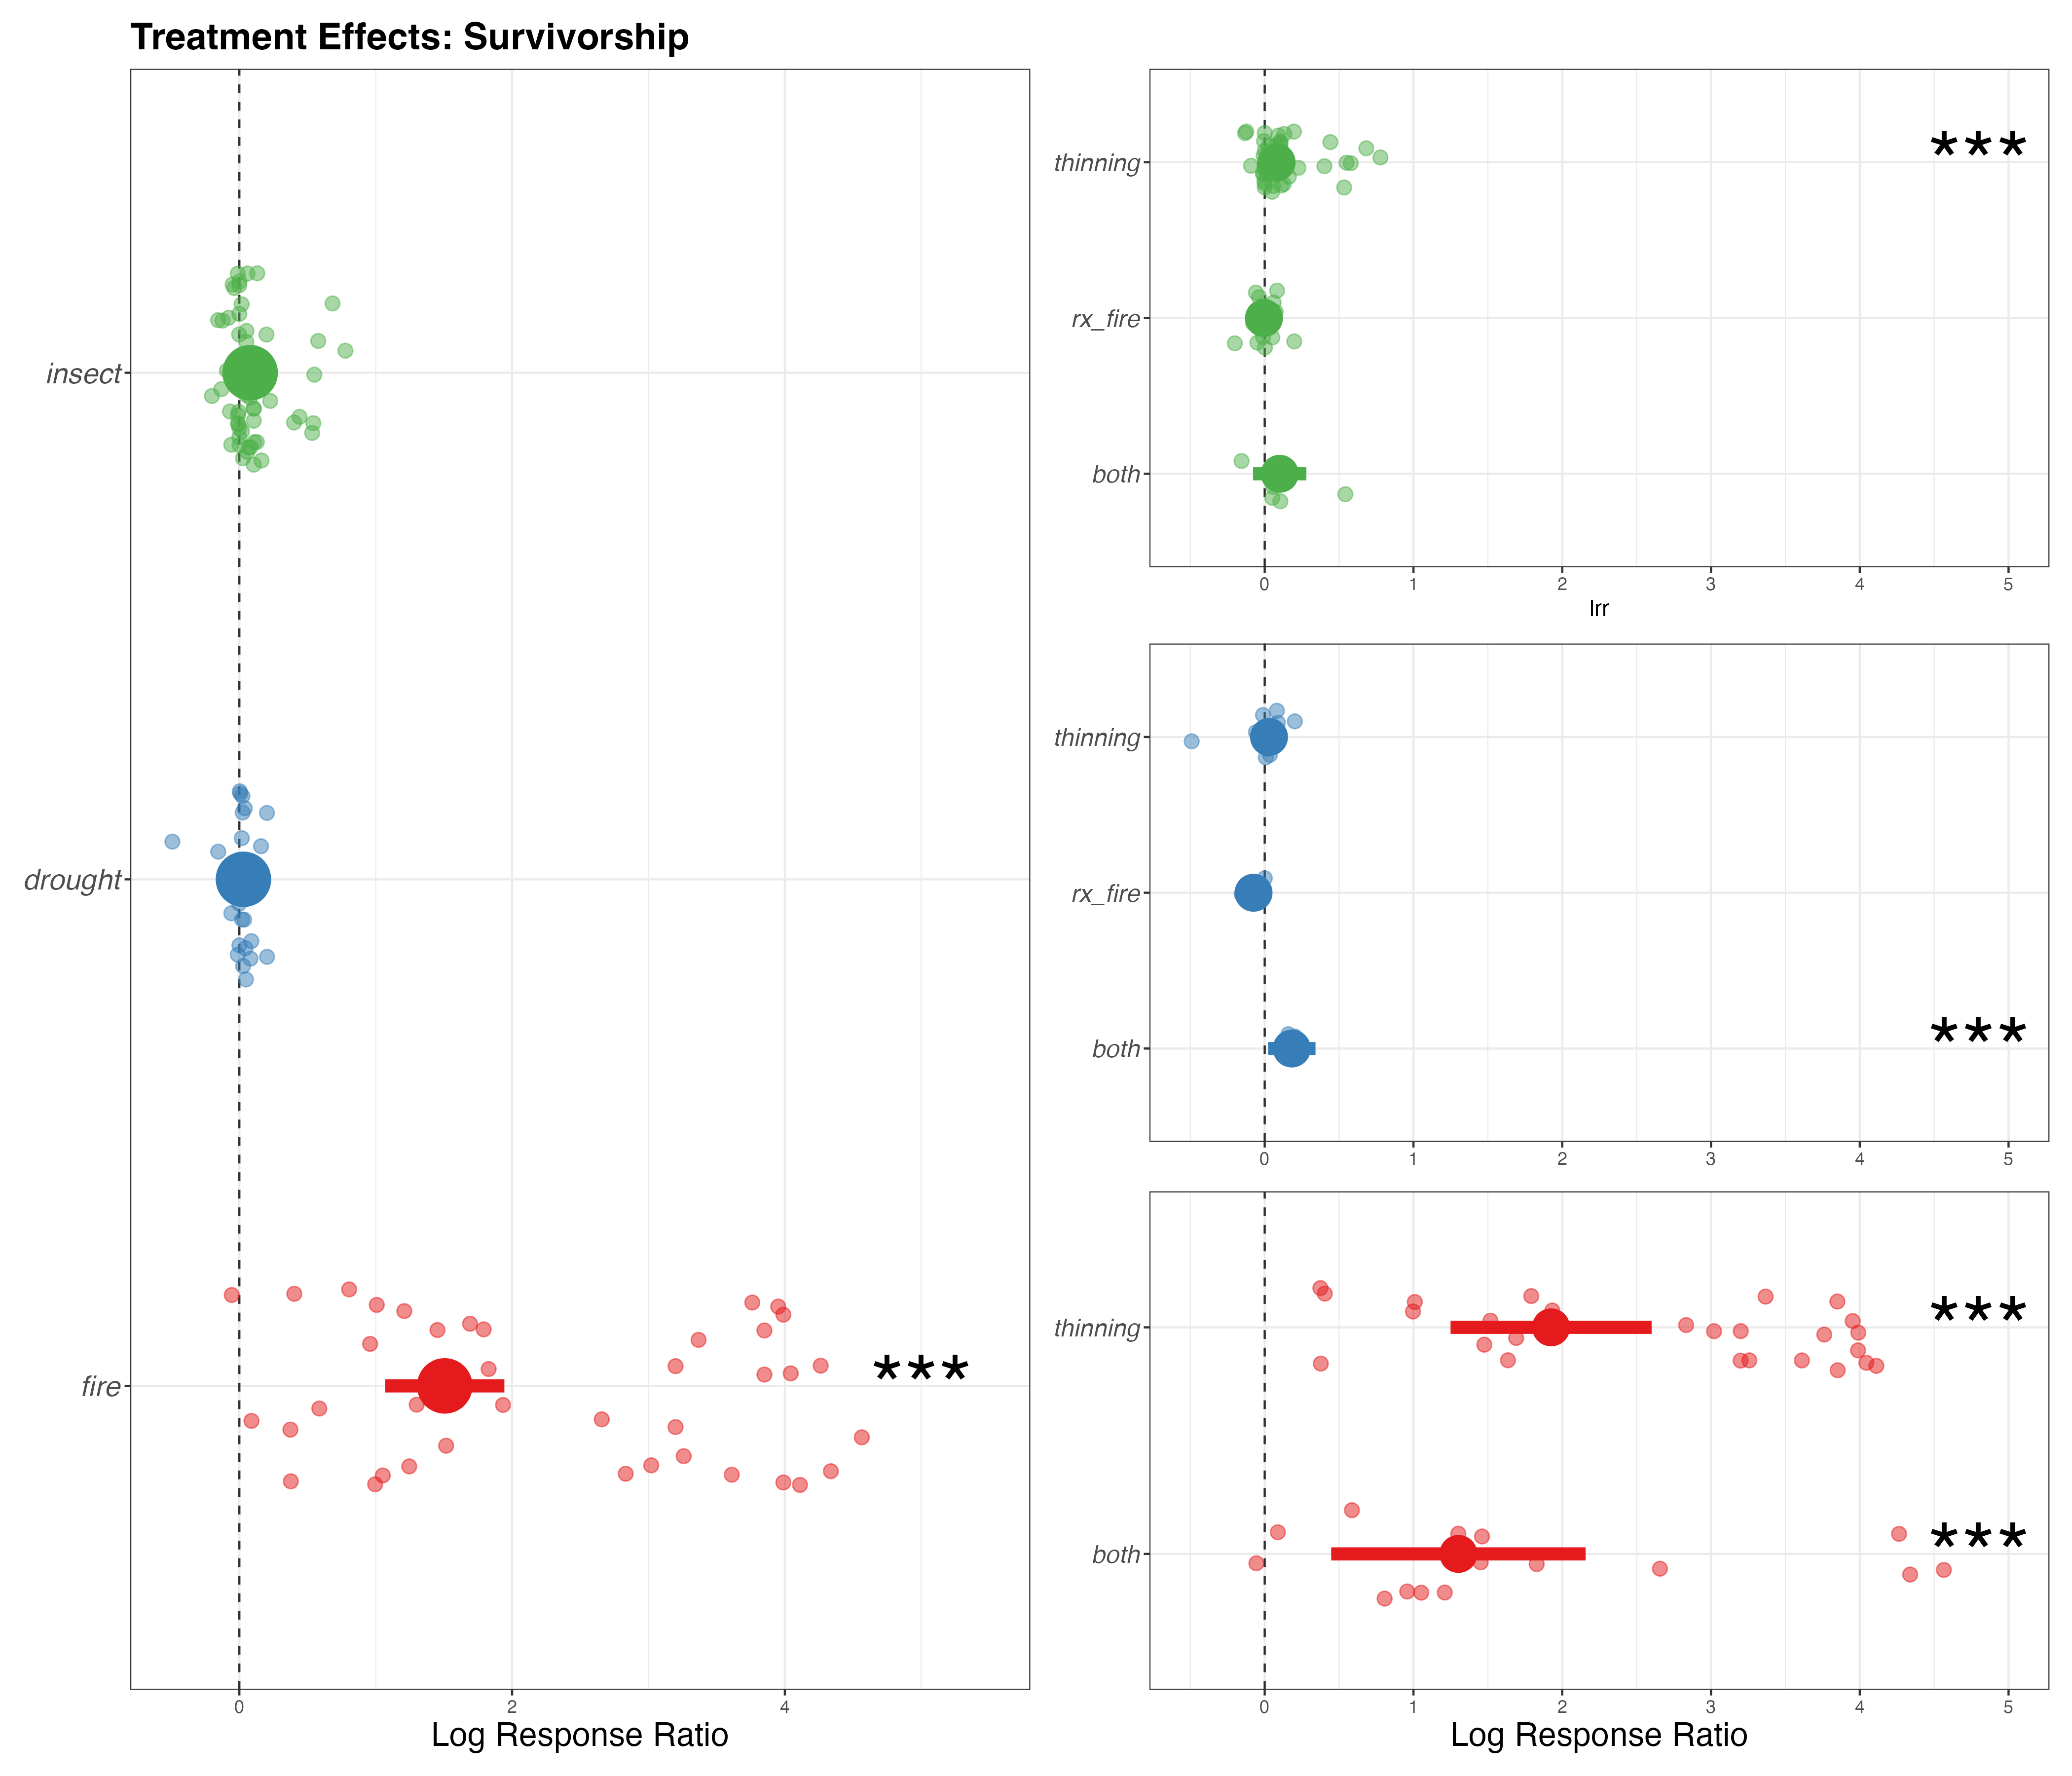 Treatment Effects: Survivorship
insect
drought
fire
***
0 2 4
Log Response Ratio
thinning
***
rx_fire
both
0 1 2 3 4 5
lrr
thinning
rx_fire
both
***
0 1 2 3 4 5
thinning
***
both
***
0 1 2 3 4 5
Log Response Ratio